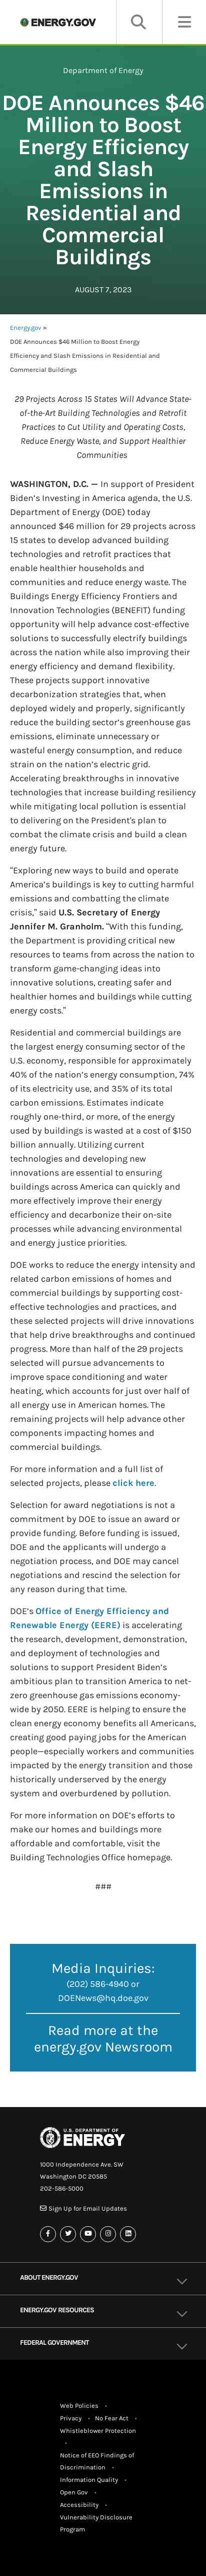 ENERGY.GOV
Department of Energy
DOE Announces $46
Million to Boost
Energy Efficiency
and Slash
Emissions in
Residential and
Commercial
Buildings
AUGUST 7, 2023
Energy.gov »
DOE Announces $46 Million to Boost Energy
Efficiency and Slash Emissions in Residential and
Commercial Buildings
29 Projects Across 15 States Will Advance State-
of-the-Art Building Technologies and Retrofit
Practices to Cut Utility and Operating Costs,
Reduce Energy Waste, and Support Healthier
Communities
WASHINGTON, D.C. — In support of President
Biden’s Investing in America agenda, the U.S.
Department of Energy (DOE) today
announced $46 million for 29 projects across
15 states to develop advanced building
technologies and retrofit practices that
enable healthier households and
communities and reduce energy waste. The
Buildings Energy Efficiency Frontiers and
Innovation Technologies (BENEFIT) funding
opportunity will help advance cost-effective
solutions to successfully electrify buildings
across the nation while also improving their
energy efficiency and demand flexibility.
These projects support innovative
decarbonization strategies that, when
deployed widely and properly, will
significantly reduce
the building sector’s greenhouse gas
emissions, eliminate unnecessary or
wasteful energy consumption, and reduce
strain on the nation’s electric grid.
Accelerating breakthroughs in innovative
technologies that increase building resiliency
while mitigating local pollution is essential
to delivering on the President's plan to
combat the climate crisis and build a clean
energy future.
“Exploring new ways to build and operate
America’s buildings is key to cutting harmful
emissions and combatting the climate
crisis,” said U.S. Secretary of Energy
Jennifer M. Granholm. “With this funding,
the Department is providing critical new
resources to teams from across the nation to
transform game-changing ideas into
innovative solutions, creating safer and
healthier homes and buildings while cutting
energy costs.”
Residential and commercial buildings are
the largest energy consuming sector of the
U.S. economy, responsible for approximately
40% of the nation’s energy consumption, 74%
of its electricity use, and 35% of its total
carbon emissions. Estimates indicate
roughly one-third, or more, of the energy
used by buildings is wasted at a cost of $150
billion annually. Utilizing current
technologies and developing new
innovations are essential to ensuring
buildings across America can quickly and
more effectively improve their energy
efficiency and decarbonize their on-site
processes while advancing environmental
and energy justice priorities.
DOE works to reduce the energy intensity and
related carbon emissions of homes and
commercial buildings by supporting cost-
effective technologies and practices, and
these selected projects will drive innovations
that help produce breakthroughs and continued
progress. More than half of the 29 projects
selected will pursue advancements to
improve space conditioning and water
heating, which accounts for just over half of
all energy use in American homes. The
remaining projects will help advance other
components impacting homes and
commercial buildings.
For more information and a full list of
selected projects, please click here.
Selection for award negotiations is not a
commitment by DOE to issue an award or
provide funding. Before funding is issued,
DOE and the applicants will undergo a
negotiation process, and DOE may cancel
negotiations and rescind the selection for
any reason during that time.
DOE’s Office of Energy Efficiency and
Renewable Energy (EERE) is accelerating
the research, development, demonstration,
and deployment of technologies and
solutions to support President Biden’s
ambitious plan to transition America to net-
zero greenhouse gas emissions economy-
wide by 2050. EERE is helping to ensure the
clean energy economy benefits all Americans,
creating good paying jobs for the American
people—especially workers and communities
impacted by the energy transition and those
historically underserved by the energy
system and overburdened by pollution.
For more information on DOE’s efforts to
make our homes and buildings more
affordable and comfortable, visit the
Building Technologies Office homepage.
###
Media Inquiries:
(202) 586-4940 or
DOENews@hq.doe.gov
Read more at the
energy.gov Newsroom
U.S. DEPARTMENT OF
ENERGY
1000 Independence Ave. SW
Washington DC 20585
202-586-5000
Sign Up for Email Updates
ABOUT ENERGY.GOV
ENERGY.GOV RESOURCES
FEDERAL GOVERNMENT
Web Policies •
Privacy • No Fear Act •
Whistleblower Protection
•
Notice of EEO Findings of
Discrimination •
Information Quality •
Open Gov •
Accessibility •
Vulnerability Disclosure
Program